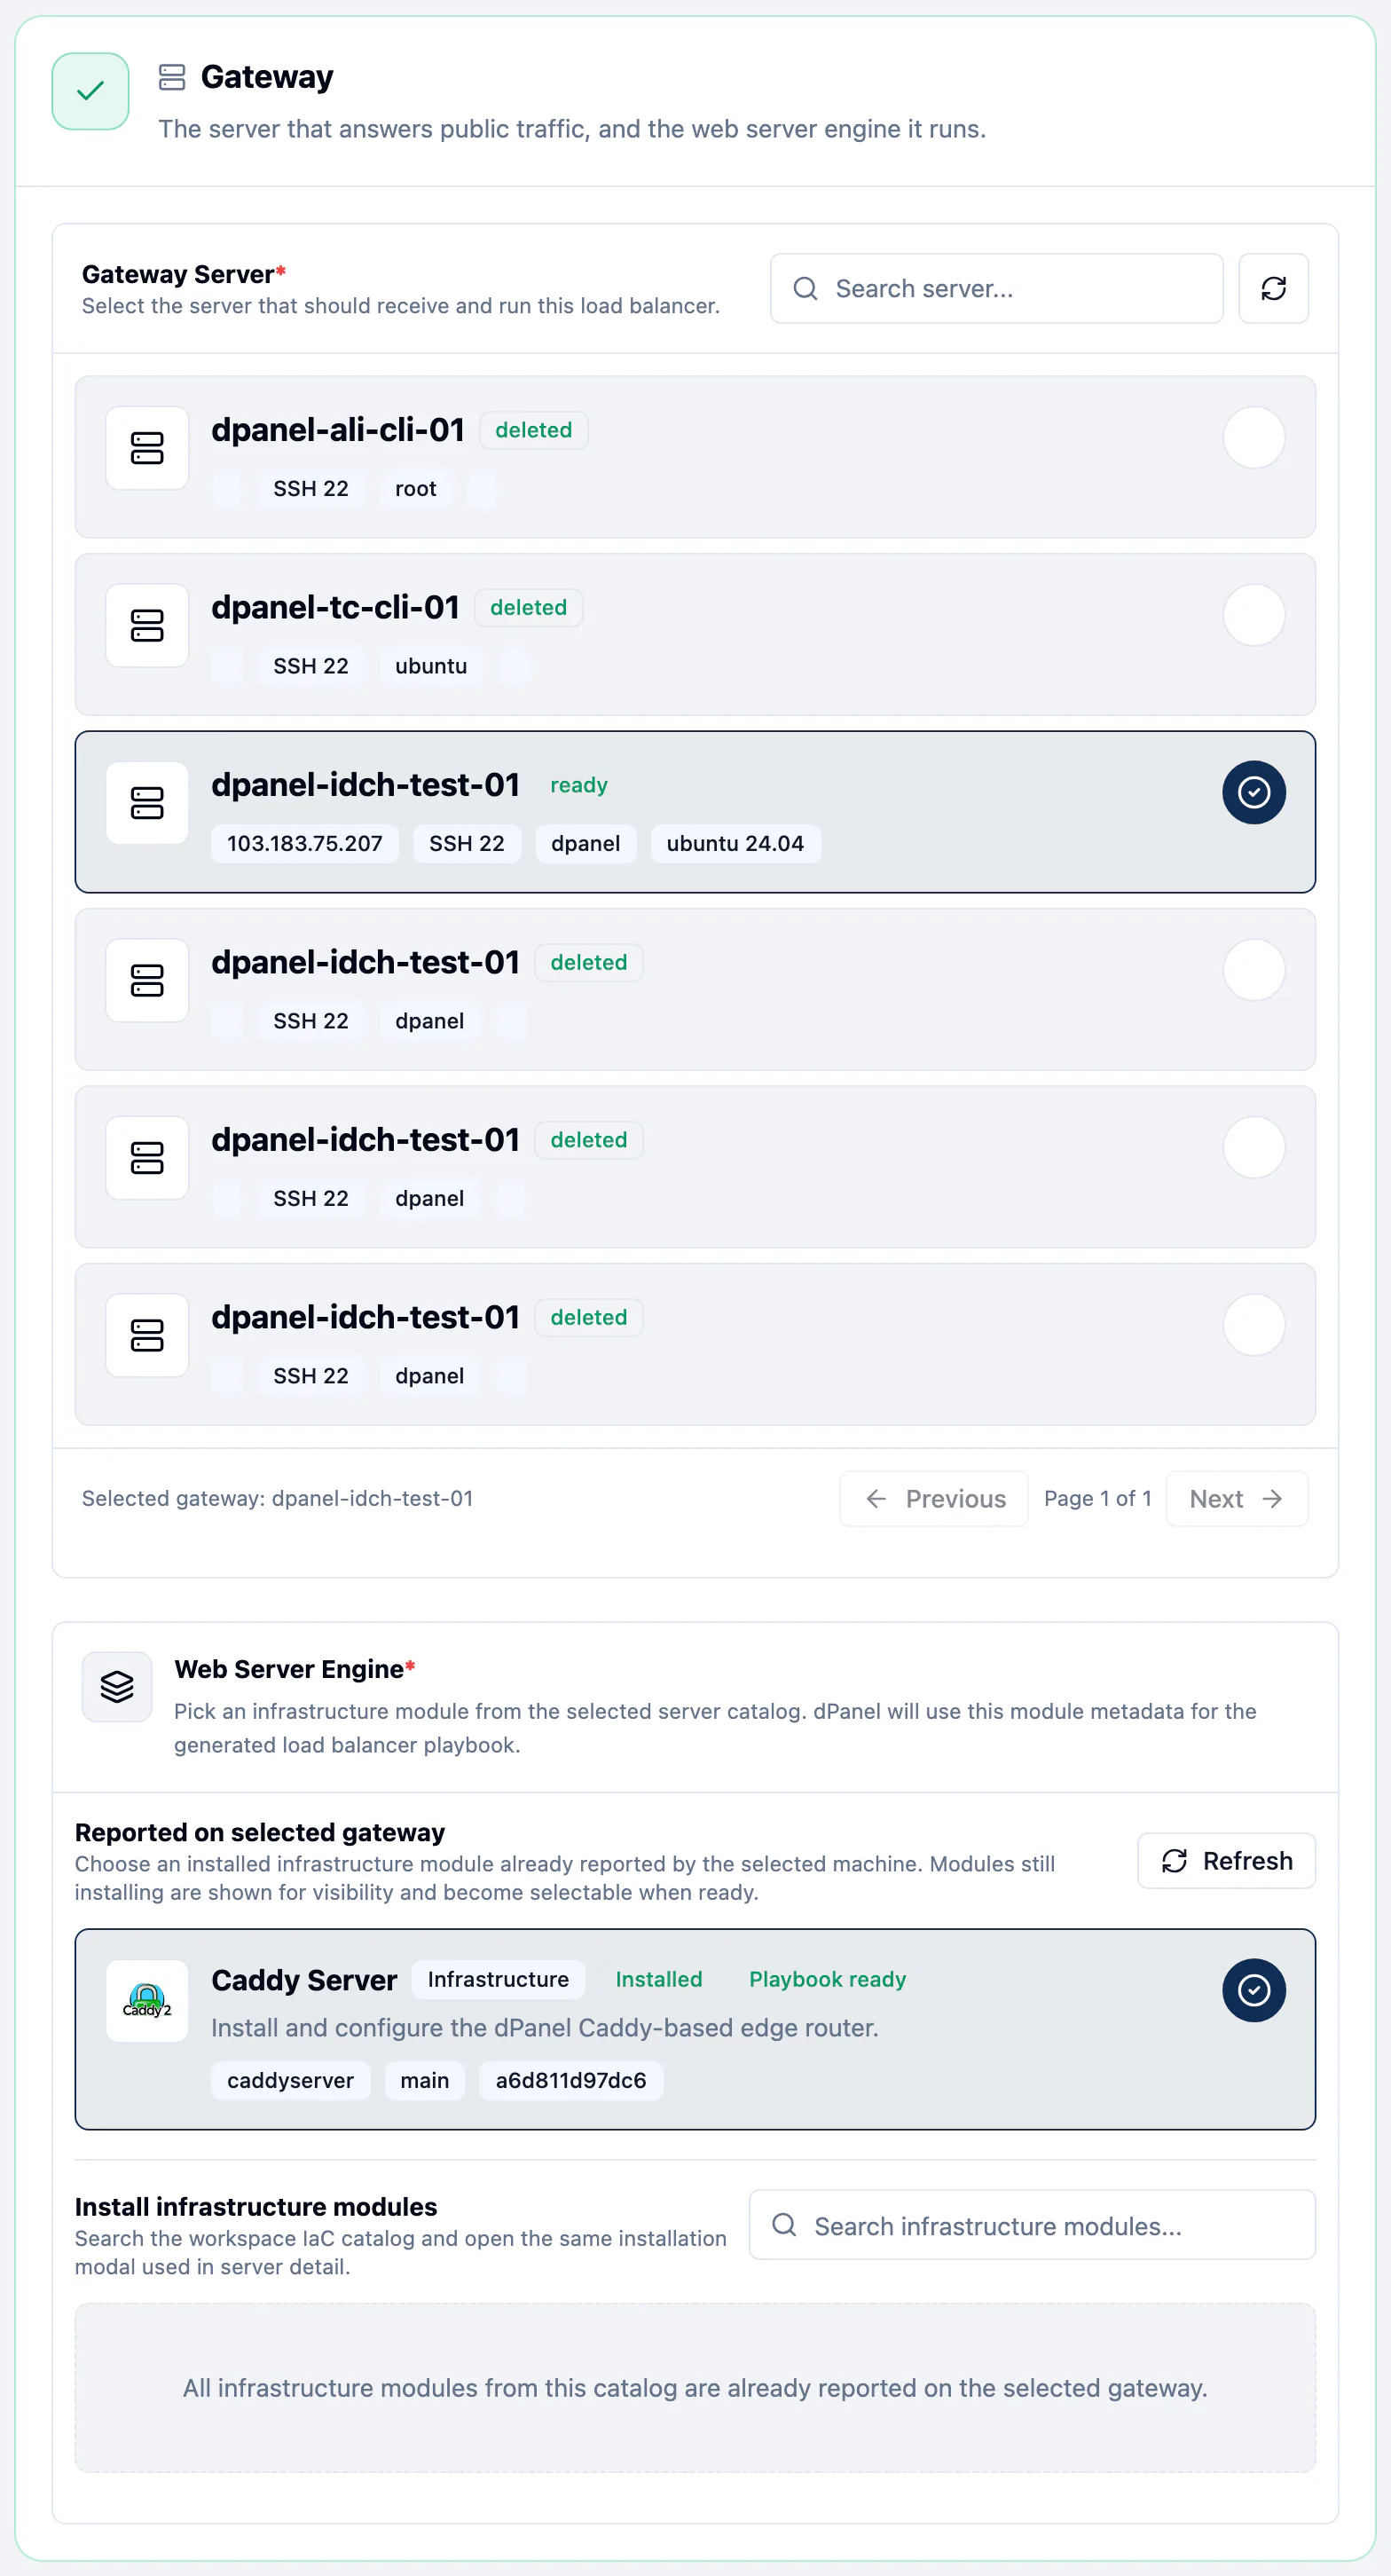 Gateway
The server that answers public traffic, and the web server engine it runs.
Gateway Server*
Select the server that should receive and run this load balancer.
Search server...
dpanel-ali-cli-01 deleted
SSH 22 root
dpanel-tc-cli-01 deleted
SSH 22 ubuntu
dpanel-idch-test-01 ready
103.183.75.207 SSH 22 dpanel ubuntu 24.04
dpanel-idch-test-01 deleted
SSH 22 dpanel
dpanel-idch-test-01 deleted
SSH 22 dpanel
dpanel-idch-test-01 deleted
SSH 22 dpanel
Selected gateway: dpanel-idch-test-01
Previous Page 1 of 1 Next
Web Server Engine*
Pick an infrastructure module from the selected server catalog. dPanel will use this module metadata for the
generated load balancer playbook.
Reported on selected gateway
Choose an installed infrastructure module already reported by the selected machine. Modules still
installing are shown for visibility and become selectable when ready.
Refresh
Caddy 2
Caddy Server Infrastructure Installed Playbook ready
Install and configure the dPanel Caddy-based edge router.
caddyserver main a6d811d97dc6
Install infrastructure modules
Search the workspace IaC catalog and open the same installation
modal used in server detail.
Search infrastructure modules...
All infrastructure modules from this catalog are already reported on the selected gateway.